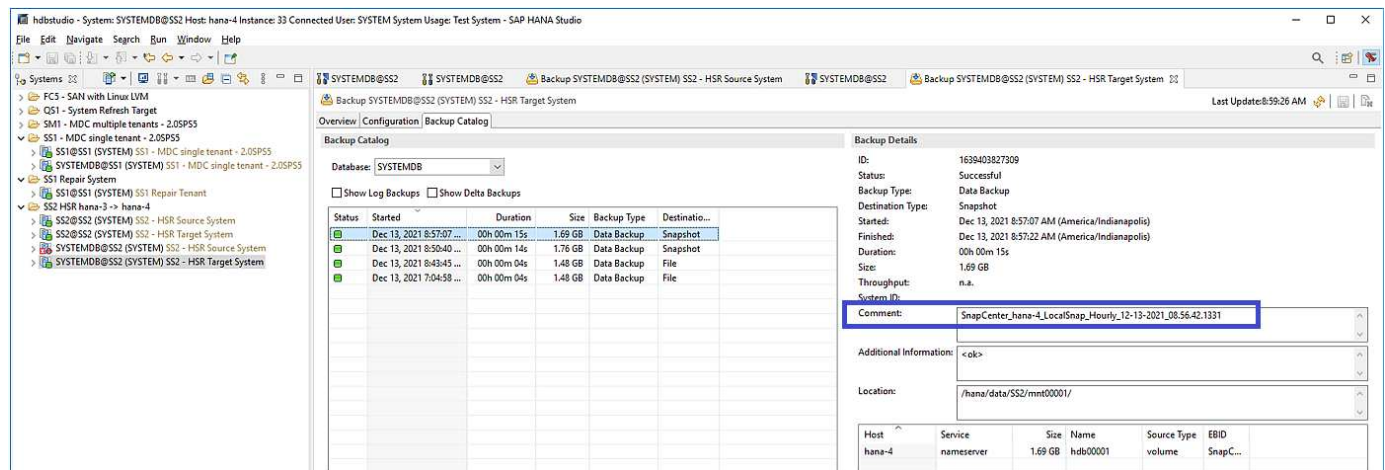 hdbstudio - System: SYSTEMDB@SS2 Host: hana-4 Instance: 33 Connected User: SYSTEM System Usage: Test System - SAP HANA Studio
File Edit Navigate Search Run Window Help
Systems
SYSTEMDB@SS2 SYSTEMDB@SS2 Backup SYSTEMDB@SS2 (SYSTEM) SS2 - HSR Source System SYSTEMDB@SS2 Backup SYSTEMDB@SS2 (SYSTEM) SS2 - HSR Target System
FC5 - SAN with Linux LVM
QS1 - System Refresh Target
SM1 - MDC multiple tenants - 2.0SPS5
SS1 - MDC single tenant - 2.0SPS5
SS1@SS1 (SYSTEM) SS1 - MDC single tenant - 2.0SPS5
SYSTEMDB@SS1 (SYSTEM) SS1 - MDC single tenant - 2.0SPS5
SS1 Repair System
SS1@SS1 (SYSTEM) SS1 Repair Tenant
SS2 HSR hana-3 -> hana-4
SS2@SS2 (SYSTEM) SS2 - HSR Source System
SS2@SS2 (SYSTEM) SS2 - HSR Target System
SYSTEMDB@SS2 (SYSTEM) SS2 - HSR Source System
SYSTEMDB@SS2 (SYSTEM) SS2 - HSR Target System
Backup SYSTEMDB@SS2 (SYSTEM) SS2 - HSR Target System
Last Update:8:59:26 AM
Overview Configuration Backup Catalog
Backup Catalog
Database: SYSTEMDB
Show Log Backups Show Delta Backups
Status Started Duration Size Backup Type Destinatio...
Dec 13, 2021 8:57:07 ... 00h 00m 15s 1.69 GB Data Backup Snapshot
Dec 13, 2021 8:50:40 ... 00h 00m 14s 1.76 GB Data Backup Snapshot
Dec 13, 2021 8:43:45 ... 00h 00m 04s 1.48 GB Data Backup File
Dec 13, 2021 7:04:58 ... 00h 00m 04s 1.48 GB Data Backup File
Backup Details
ID: 1639403827309
Status: Successful
Backup Type: Data Backup
Destination Type: Snapshot
Started: Dec 13, 2021 8:57:07 AM (America/Indianapolis)
Finished: Dec 13, 2021 8:57:22 AM (America/Indianapolis)
Duration: 00h 00m 15s
Size: 1.69 GB
Throughput: n.a.
System ID:
Comment: SnapCenter_hana-4_LocalSnap_Hourly_12-13-2021_08.56.42.1331
Additional Information: <ok>
Location: /hana/data/SS2/mnt00001/
Host Service Size Name Source Type EBID
hana-4 nameserver 1.69 GB hdb00001 volume SnapC...